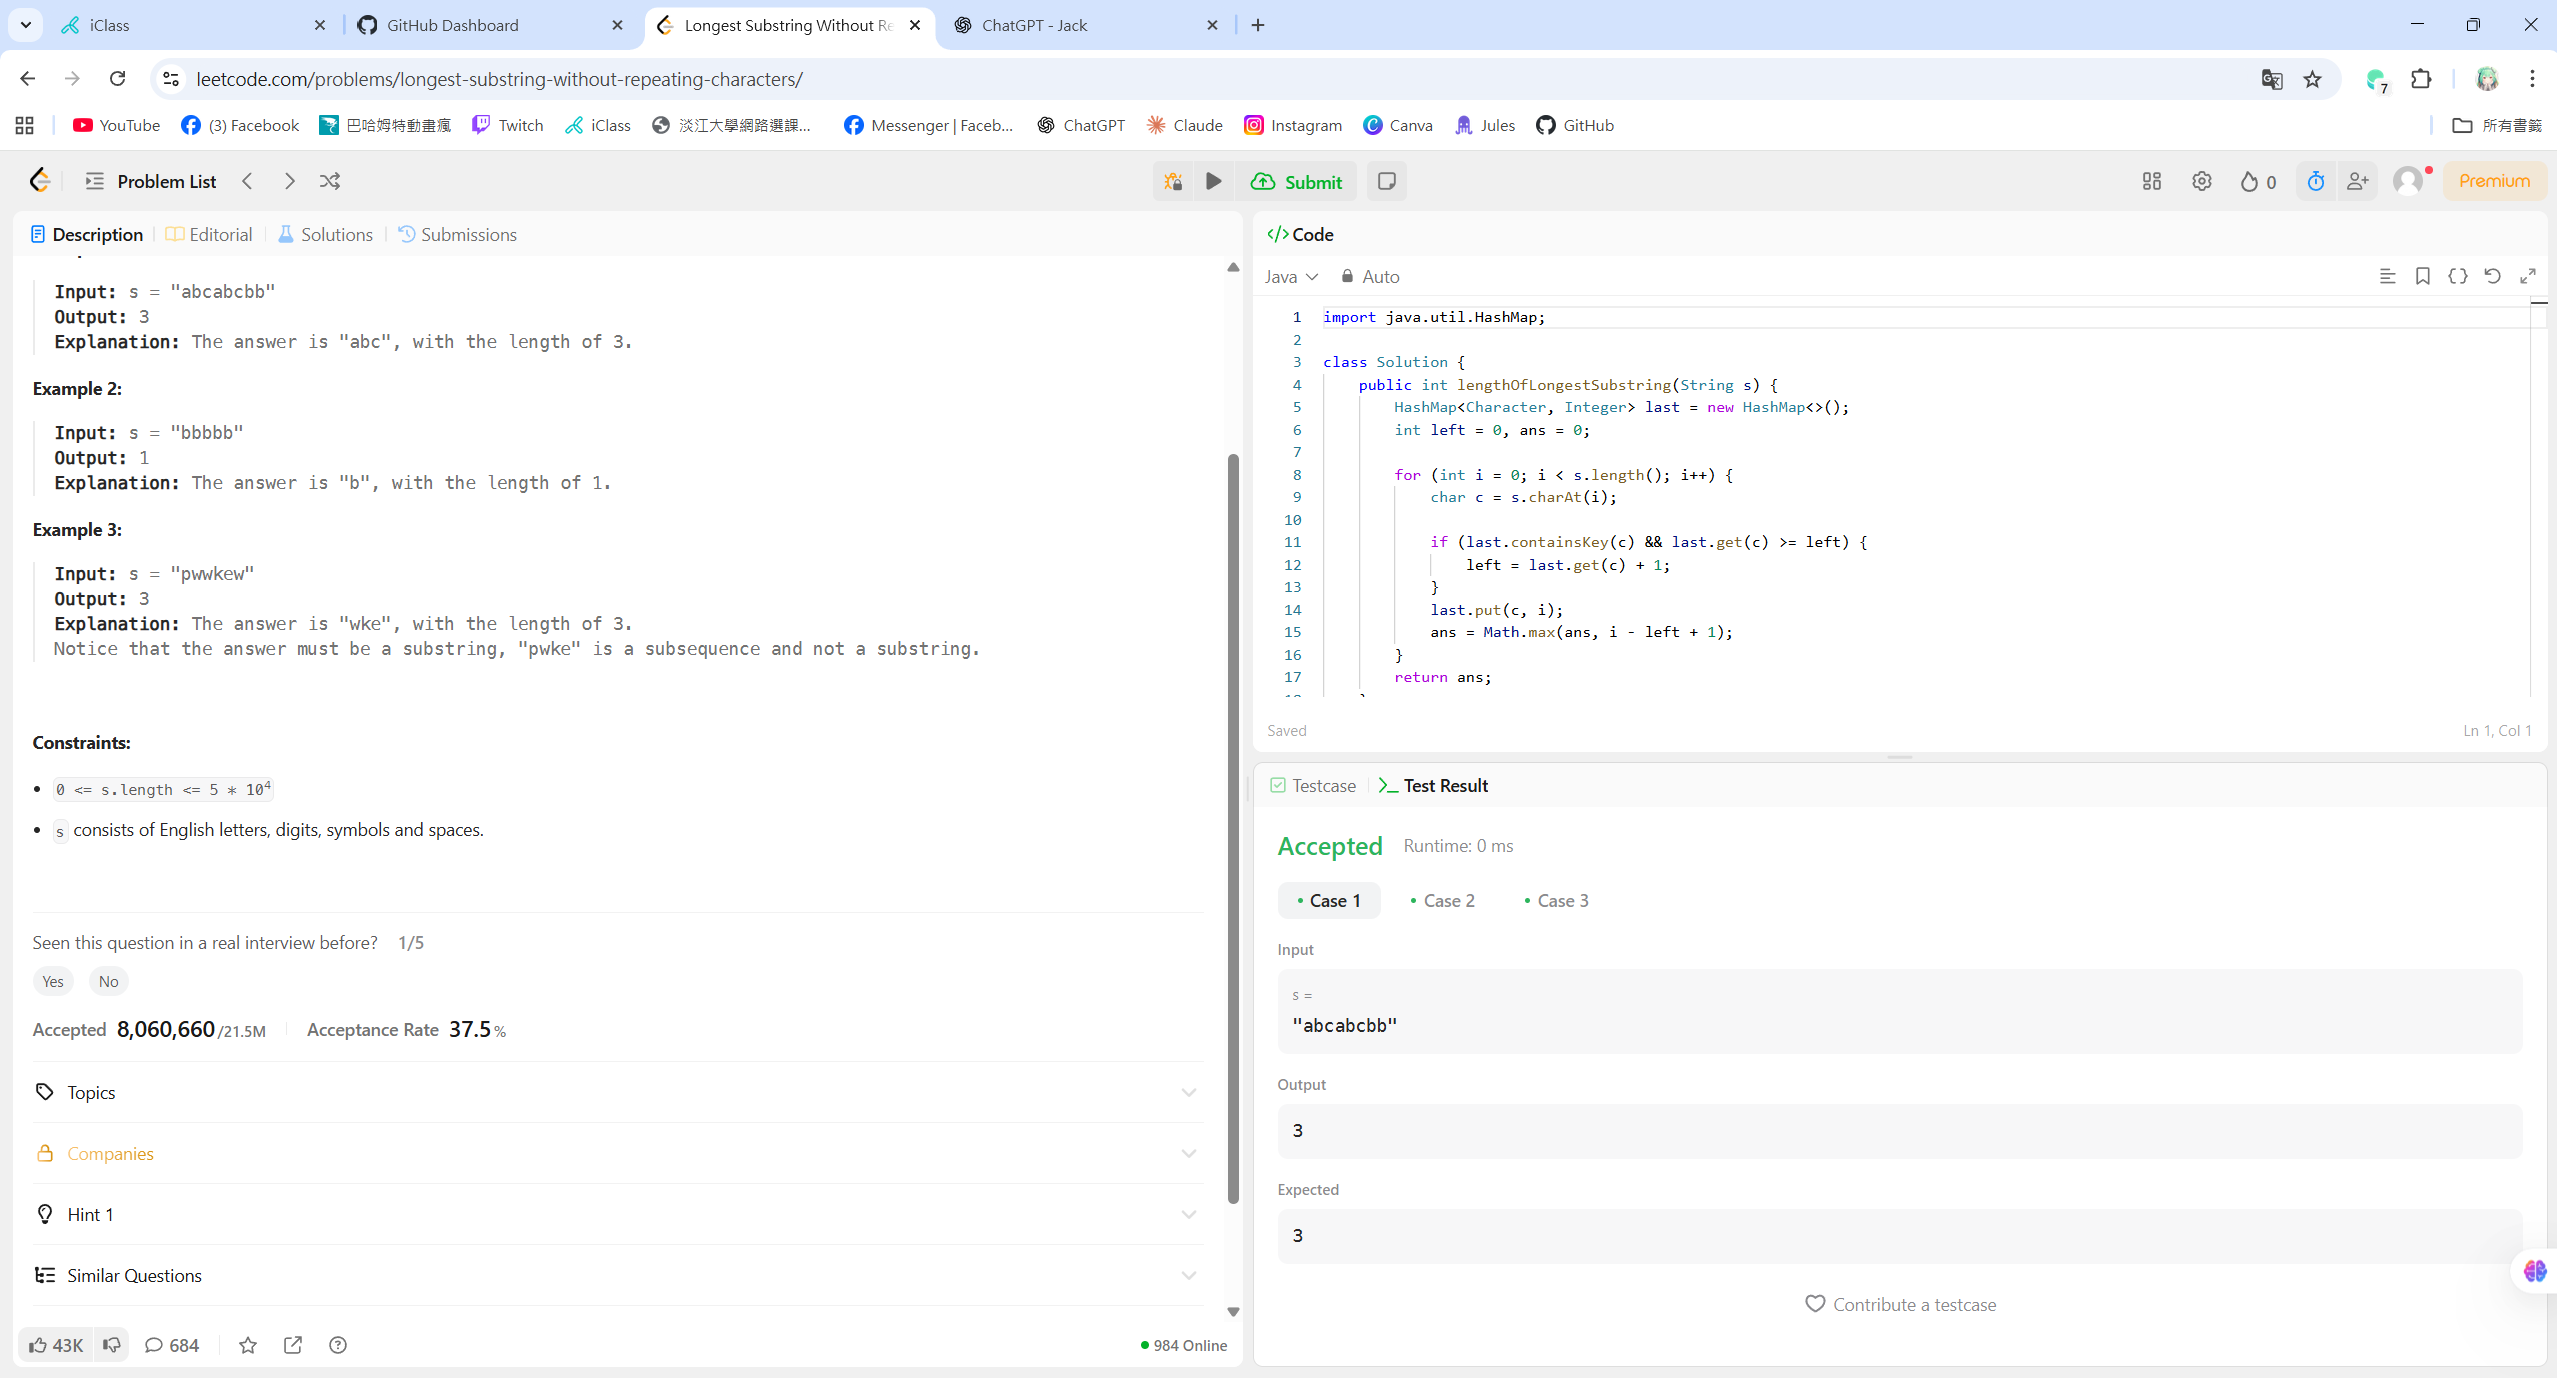 iClass
GitHub Dashboard
Longest Substring Without Re
ChatGPT - Jack
leetcode.com/problems/longest-substring-without-repeating-characters/
7
YouTube
(3) Facebook
巴哈姆特動畫瘋
Twitch
iClass
淡江大學網路選課...
Messenger | Faceb...
ChatGPT
Claude
Instagram
Canva
Jules
GitHub
所有書籤
Problem List
Submit
0
Premium
Description
Editorial
Solutions
Submissions
Input: s = "abcabcbb"
Output: 3
Explanation: The answer is "abc", with the length of 3.
Example 2:
Input: s = "bbbbb"
Output: 1
Explanation: The answer is "b", with the length of 1.
Example 3:
Input: s = "pwwkew"
Output: 3
Explanation: The answer is "wke", with the length of 3.
Notice that the answer must be a substring, "pwke" is a subsequence and not a substring.
Constraints:
0 <= s.length <= 5 * 10⁴
s consists of English letters, digits, symbols and spaces.
Seen this question in a real interview before? 1/5
Yes No
Accepted 8,060,660/21.5M Acceptance Rate 37.5%
Topics
Companies
Hint 1
Similar Questions
43K
684
984 Online
</> Code
Java
Auto
1 import java.util.HashMap;
2
3 class Solution {
4 public int lengthOfLongestSubstring(String s) {
5 HashMap<Character, Integer> last = new HashMap<>();
6 int left = 0, ans = 0;
7
8 for (int i = 0; i < s.length(); i++) {
9 char c = s.charAt(i);
10
11 if (last.containsKey(c) && last.get(c) >= left) {
12 left = last.get(c) + 1;
13 }
14 last.put(c, i);
15 ans = Math.max(ans, i - left + 1);
16 }
17 return ans;
Saved
Ln 1, Col 1
Testcase
Test Result
Accepted Runtime: 0 ms
Case 1
Case 2
Case 3
Input
s =
"abcabcbb"
Output
3
Expected
3
Contribute a testcase